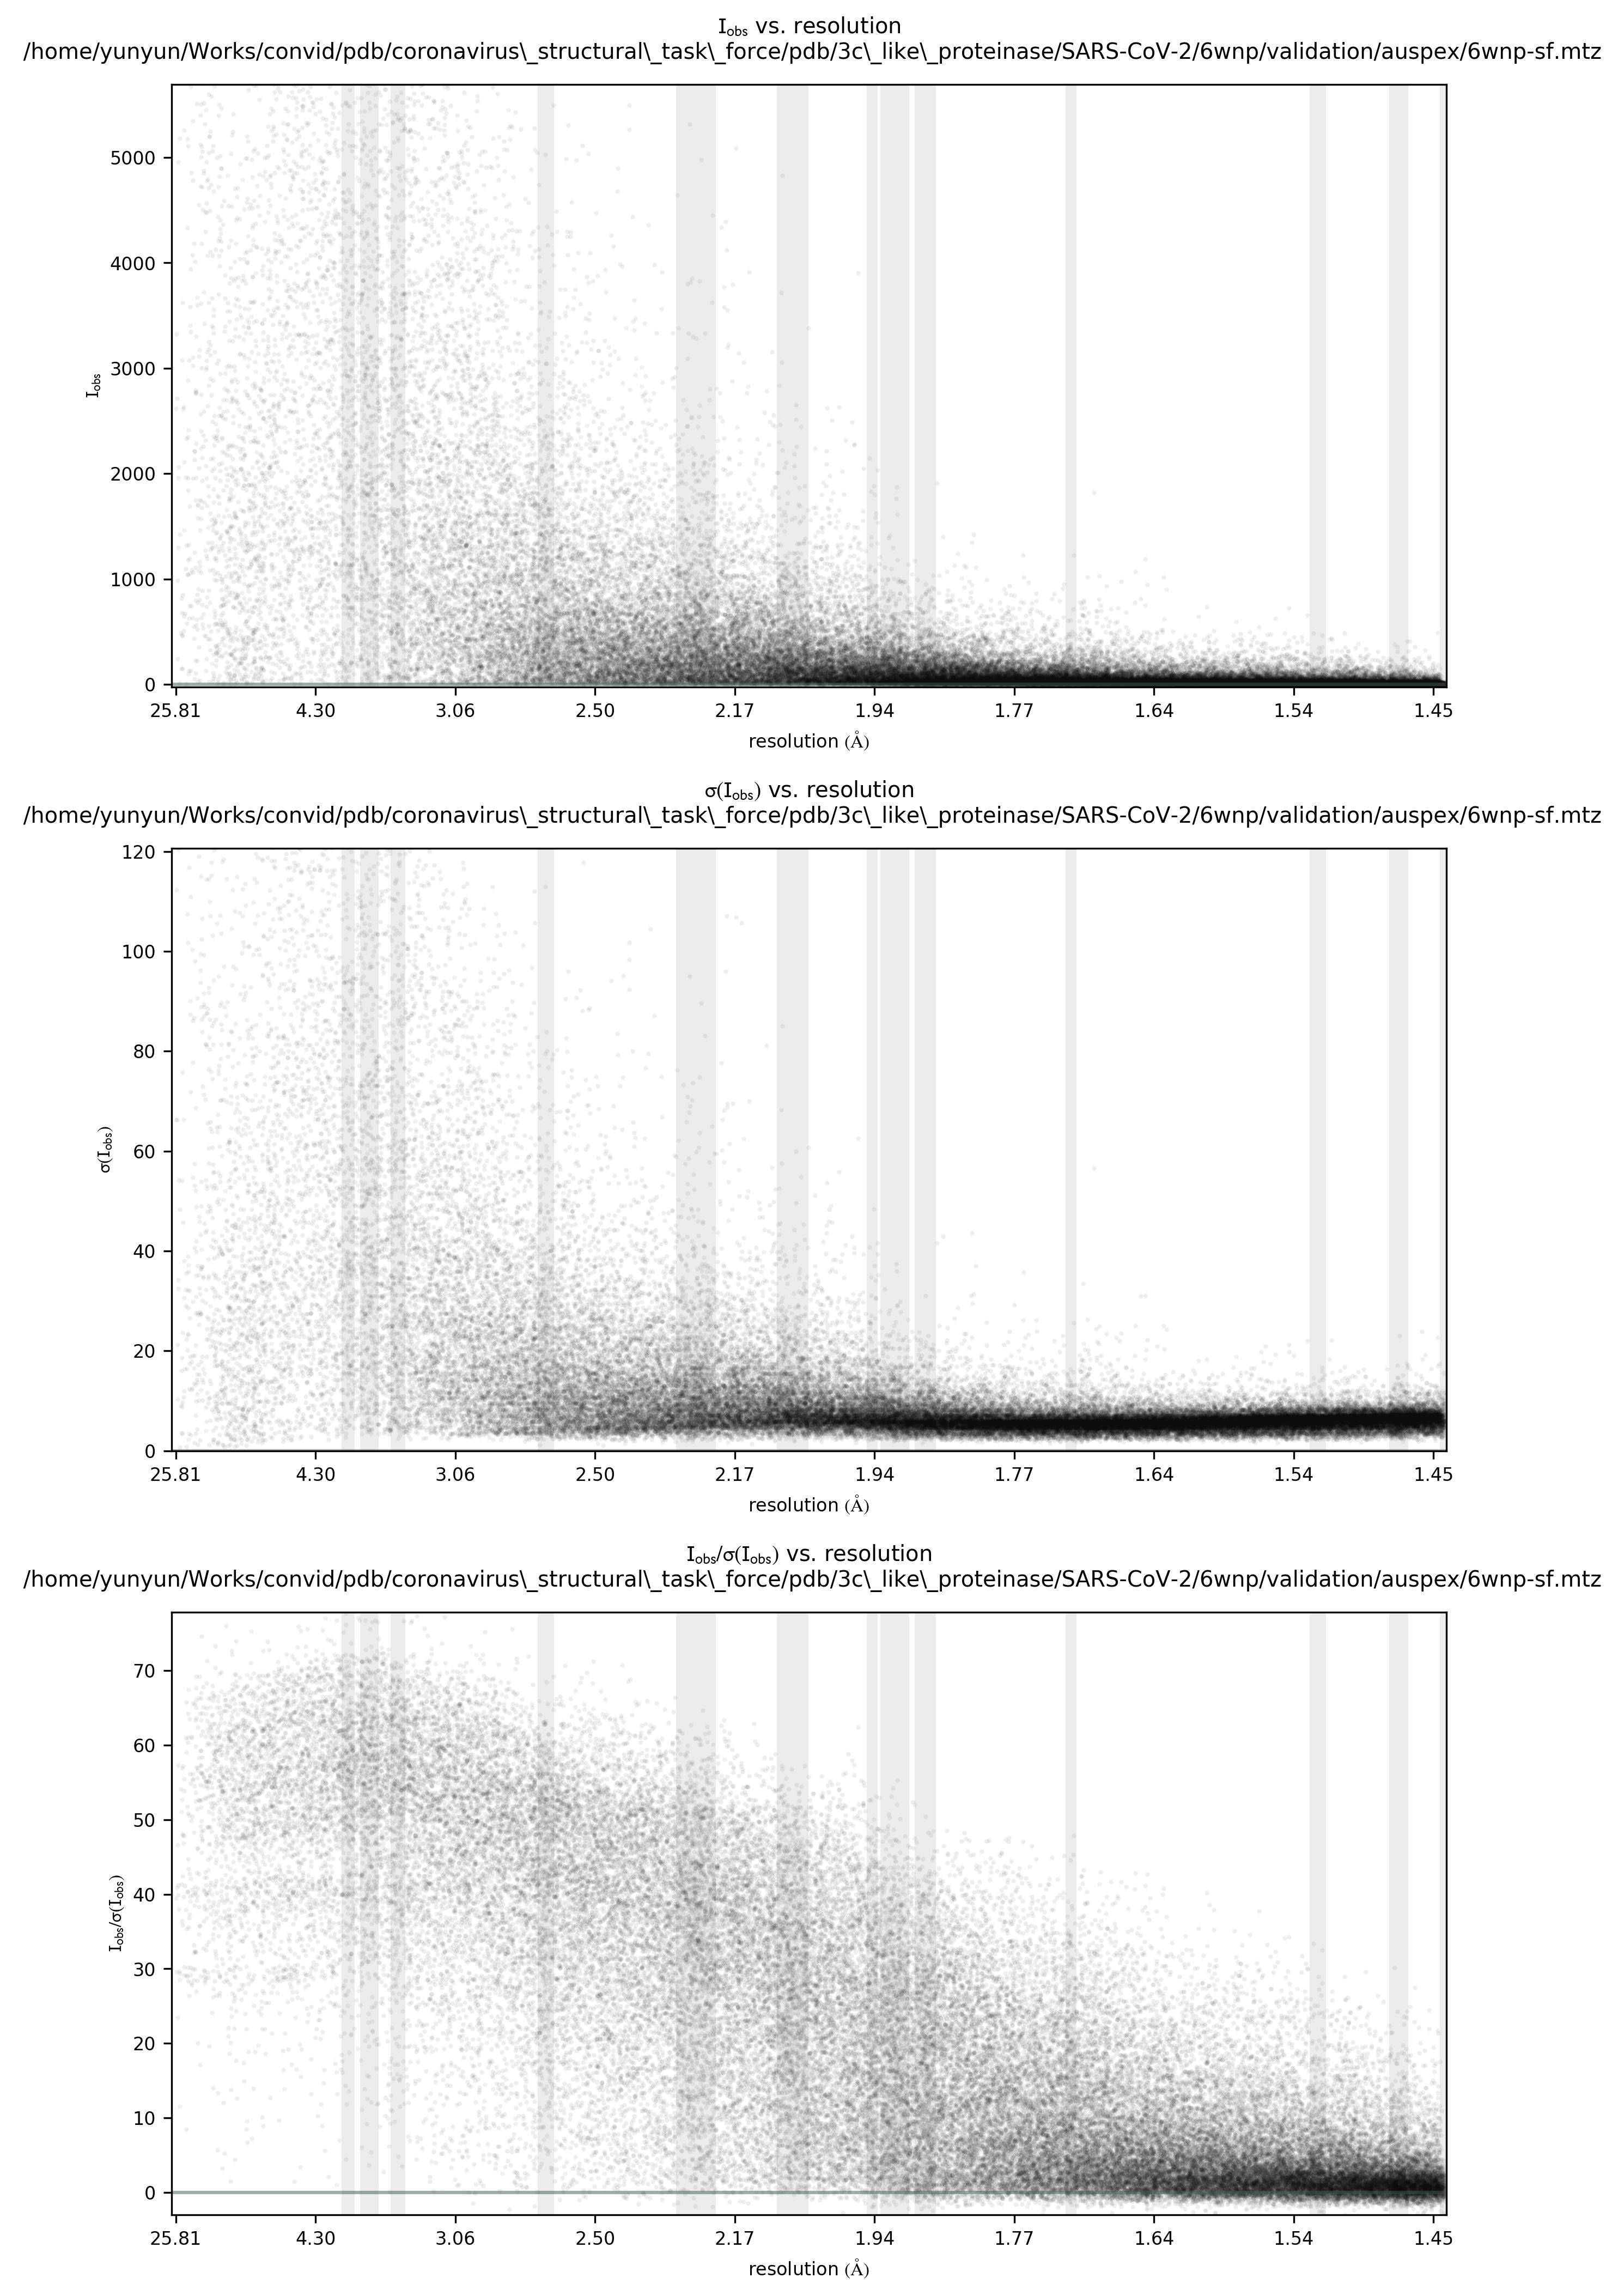 Iobs vs. resolution
/home/yunyun/Works/convid/pdb/coronavirus\_structural\_task\_force/pdb/3c\_like\_proteinase/SARS-CoV-2/6wnp/validation/auspex/6wnp-sf.mtz
5000
4000
3000
2000
1000
0
Iobs
25.81 4.30 3.06 2.50 2.17 1.94 1.77 1.64 1.54 1.45
resolution (Å)
σ(Iobs) vs. resolution
/home/yunyun/Works/convid/pdb/coronavirus\_structural\_task\_force/pdb/3c\_like\_proteinase/SARS-CoV-2/6wnp/validation/auspex/6wnp-sf.mtz
120
100
80
60
40
20
0
σ(Iobs)
25.81 4.30 3.06 2.50 2.17 1.94 1.77 1.64 1.54 1.45
resolution (Å)
Iobs/σ(Iobs) vs. resolution
/home/yunyun/Works/convid/pdb/coronavirus\_structural\_task\_force/pdb/3c\_like\_proteinase/SARS-CoV-2/6wnp/validation/auspex/6wnp-sf.mtz
70
60
50
40
30
20
10
0
Iobs/σ(Iobs)
25.81 4.30 3.06 2.50 2.17 1.94 1.77 1.64 1.54 1.45
resolution (Å)